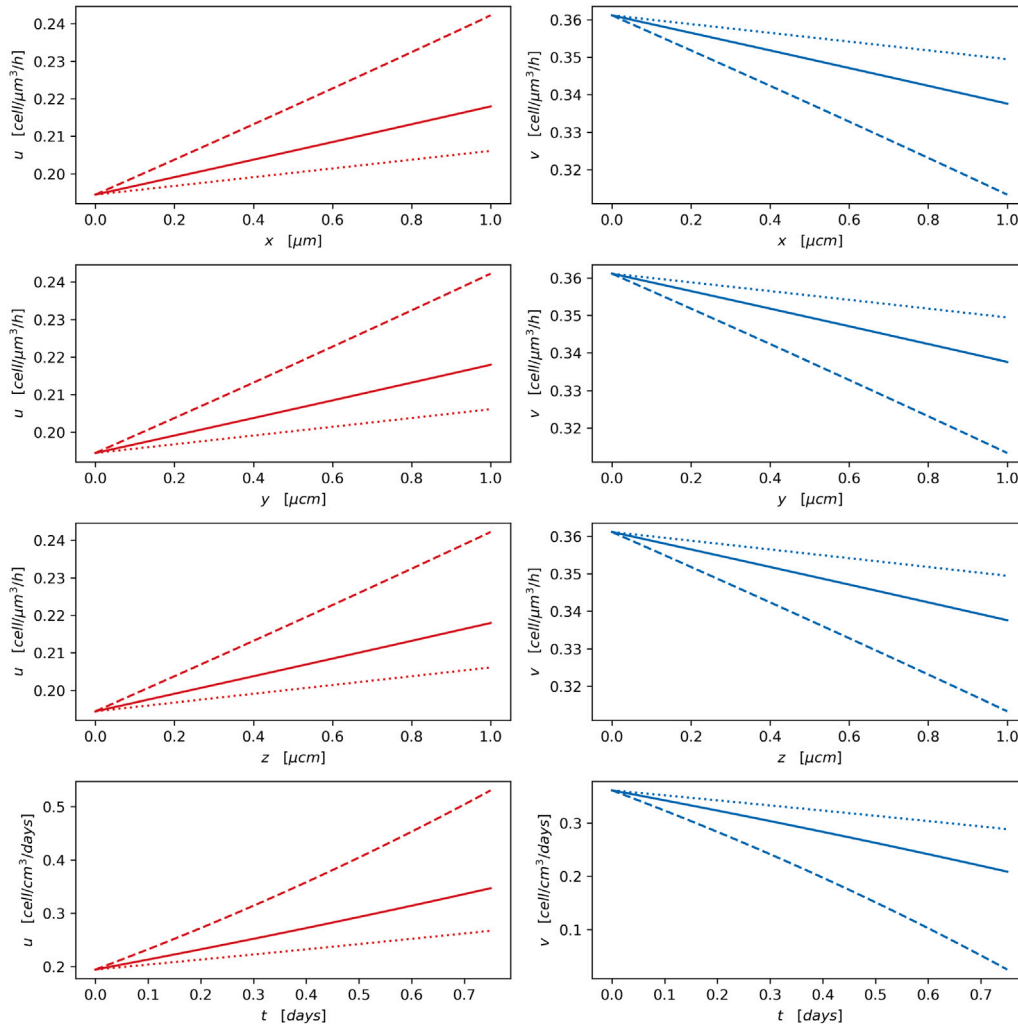 0.24
0.23
0.22
0.21
0.20
u [cell/μm³/h]
0.0 0.2 0.4 0.6 0.8 1.0
x [μm]
0.36
0.35
0.34
0.33
0.32
v [cell/μm³/h]
0.0 0.2 0.4 0.6 0.8 1.0
x [μcm]
0.24
0.23
0.22
0.21
0.20
u [cell/μm³/h]
0.0 0.2 0.4 0.6 0.8 1.0
y [μcm]
0.36
0.35
0.34
0.33
0.32
v [cell/μm³/h]
0.0 0.2 0.4 0.6 0.8 1.0
y [μcm]
0.24
0.23
0.22
0.21
0.20
u [cell/μm³/h]
0.0 0.2 0.4 0.6 0.8 1.0
z [μcm]
0.36
0.35
0.34
0.33
0.32
v [cell/μm³/h]
0.0 0.2 0.4 0.6 0.8 1.0
z [μcm]
0.5
0.4
0.3
0.2
u [cell/cm³/days]
0.0 0.1 0.2 0.3 0.4 0.5 0.6 0.7
t [days]
0.3
0.2
0.1
v [cell/cm³/days]
0.0 0.1 0.2 0.3 0.4 0.5 0.6 0.7
t [days]